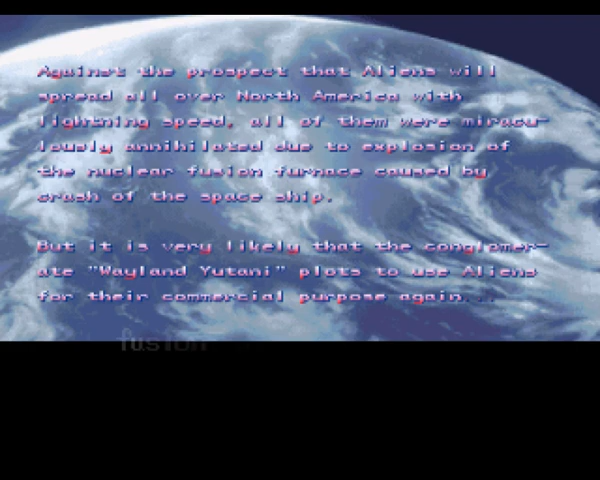 Against the prospect that Aliens will
spread all over North America with
lightning speed, all of them were miracu-
lously annihilated due to explosion of
the nuclear fusion furnace caused by
crash of the space ship.
But it is very likely that the conglomer-
ate "Wayland Yutani" plots to use Aliens
for their commercial purpose again...
fusion